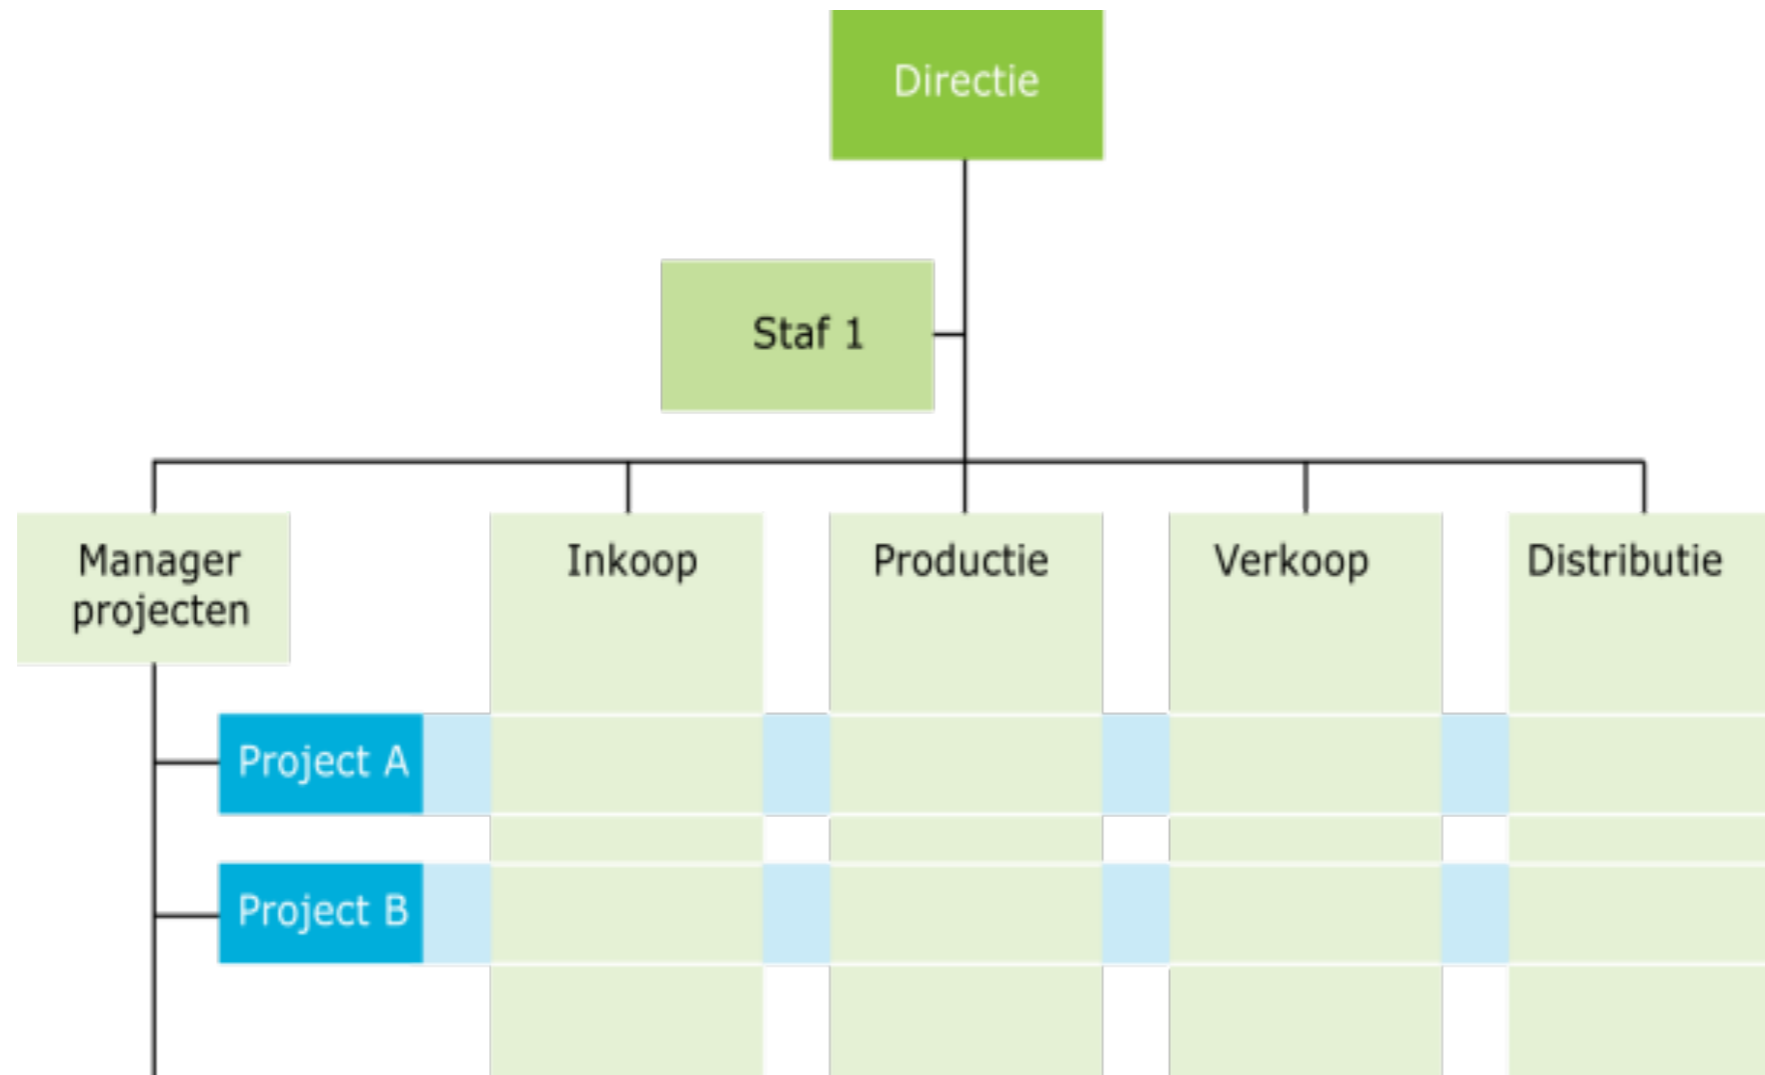 Directie
Staf 1
Manager
projecten
Inkoop
Productie
Verkoop
Distributie
Project A
Project B